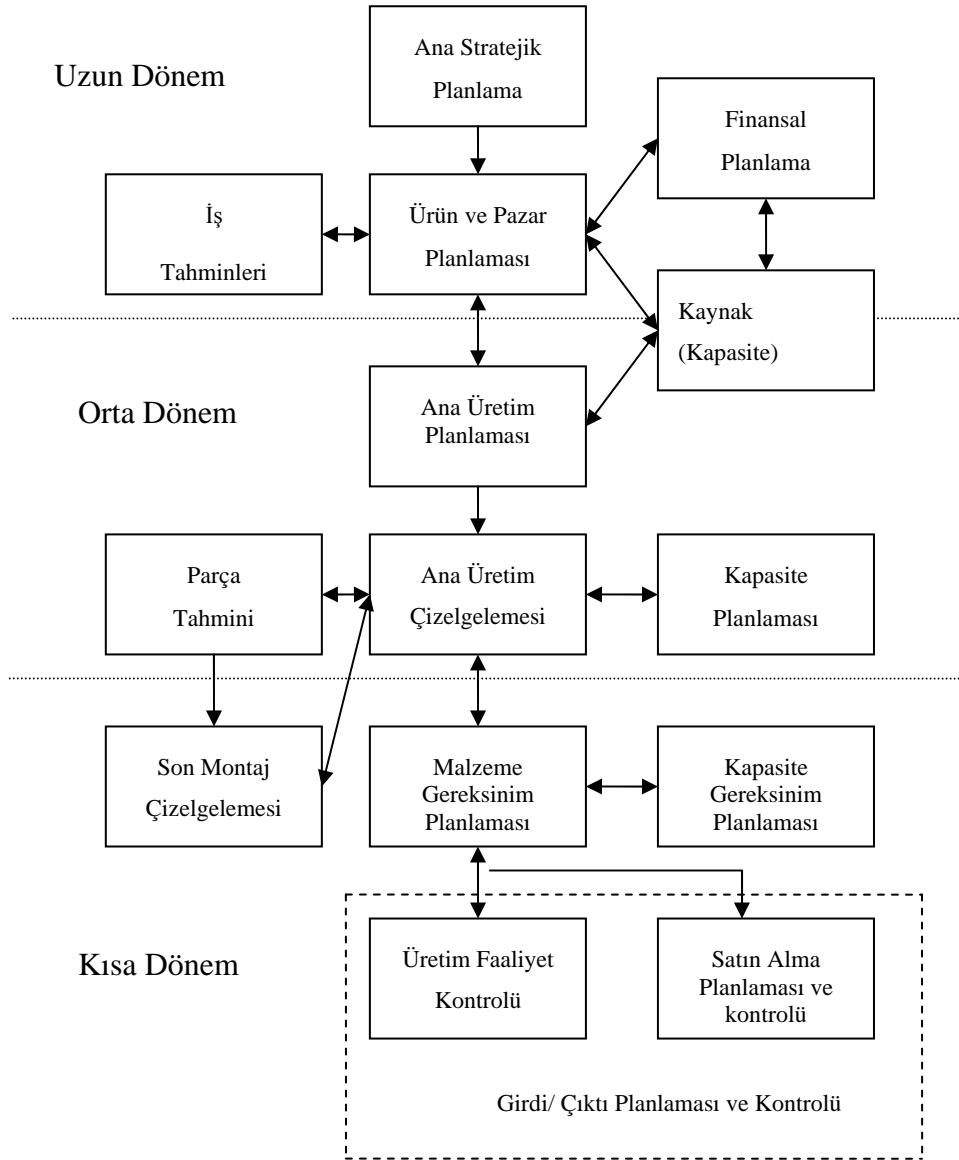 Uzun Dönem
Ana Stratejik
Planlama
Finansal
Planlama
İş
Tahminleri
Ürün ve Pazar
Planlaması
Kaynak
(Kapasite)
Orta Dönem
Ana Üretim
Planlaması
Parça
Tahmini
Ana Üretim
Çizelgelemesi
Kapasite
Planlaması
Son Montaj
Çizelgelemesi
Malzeme
Gereksinim
Planlaması
Kapasite
Gereksinim
Planlaması
Kısa Dönem
Üretim Faaliyet
Kontrolü
Satın Alma
Planlaması ve
kontrolü
Girdi/ Çıktı Planlaması ve Kontrolü